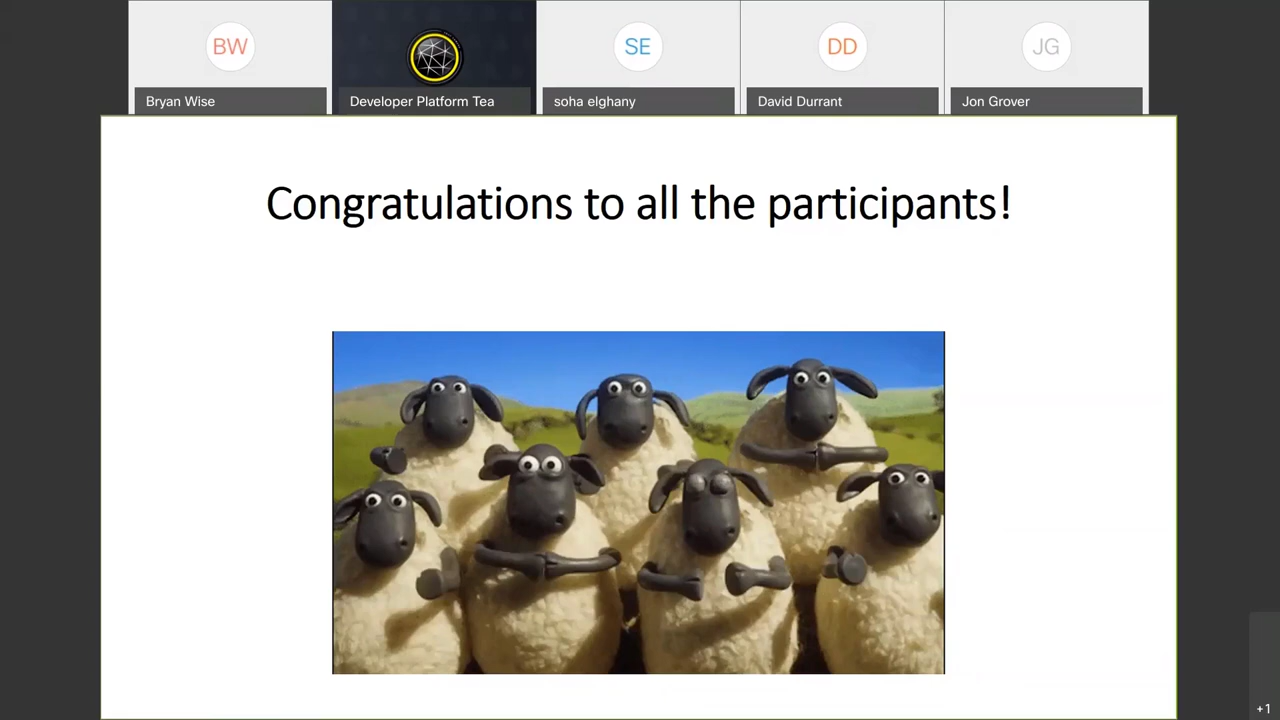 BW
SE
DD
JG
Bryan Wise
Developer Platform Tea
soha elghany
David Durrant
Jon Grover
Congratulations to all the participants!
+1